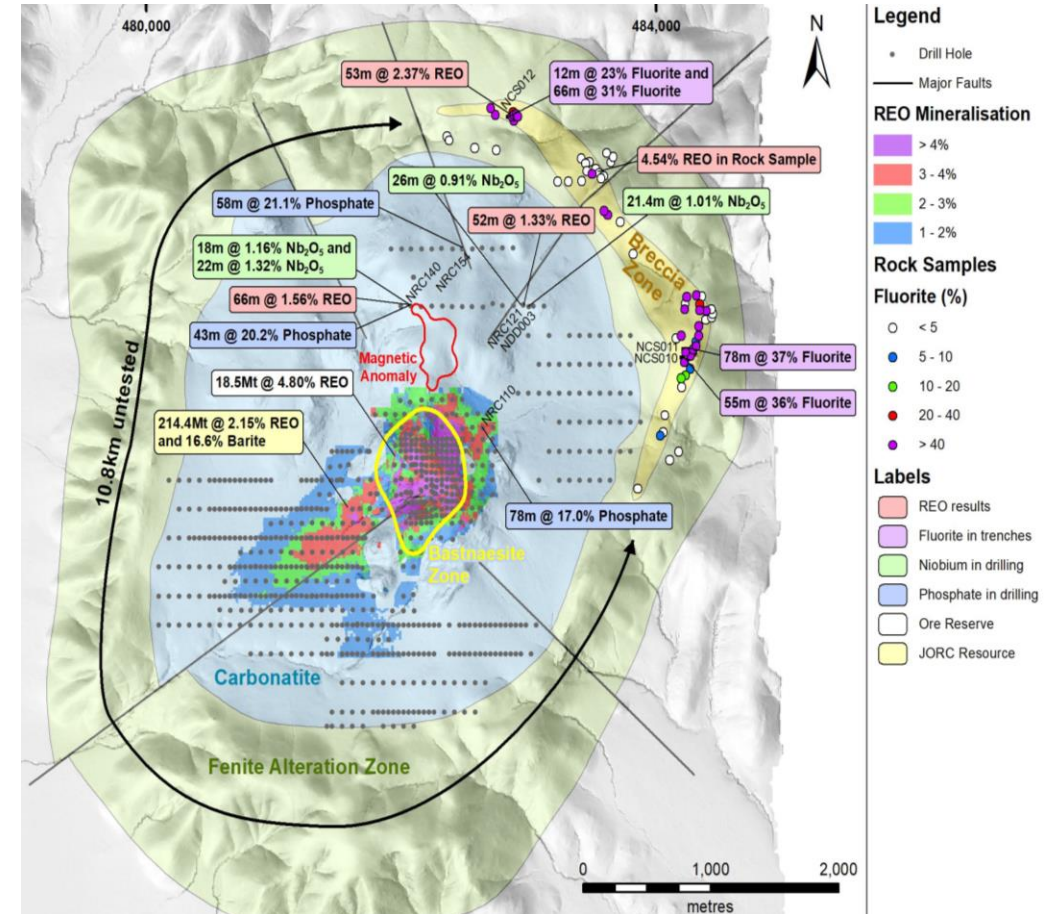 480,000
484,000
N
53m @ 2.37% REO
NCS012
12m @ 23% Fluorite and
66m @ 31% Fluorite
4.54% REO in Rock Sample
26m @ 0.91% Nb₂O₅
58m @ 21.1% Phosphate
21.4m @ 1.01% Nb₂O₅
52m @ 1.33% REO
18m @ 1.16% Nb₂O₅ and
22m @ 1.32% Nb₂O₅
NRC140
NRC154
Breccia
Zone
66m @ 1.56% REO
43m @ 20.2% Phosphate
NRC121
NDD003
Magnetic
Anomaly
NCS011
NCS010
78m @ 37% Fluorite
18.5Mt @ 4.80% REO
55m @ 36% Fluorite
NRC110
214.4Mt @ 2.15% REO
and 16.6% Barite
10.8km untested
78m @ 17.0% Phosphate
Bastnaesite
Zone
Carbonatite
Fenite Alteration Zone
0
1,000
2,000
metres
Legend
Drill Hole
Major Faults
REO Mineralisation
> 4%
3 - 4%
2 - 3%
1 - 2%
Rock Samples
Fluorite (%)
< 5
5 - 10
10 - 20
20 - 40
> 40
Labels
REO results
Fluorite in trenches
Niobium in drilling
Phosphate in drilling
Ore Reserve
JORC Resource